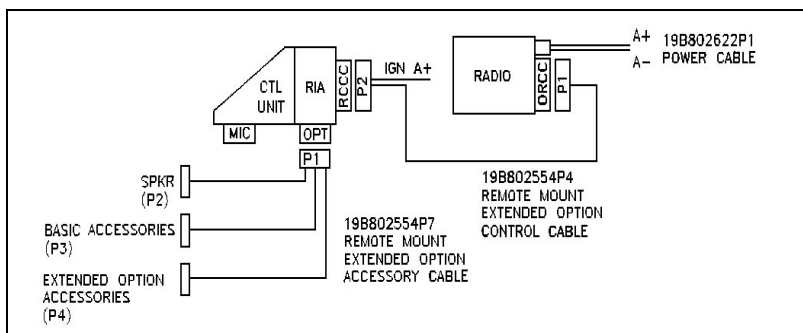 CTL
UNIT
RIA
RCCC
P2
IGN A+
MIC
OPT
P1
RADIO
ORCC
P1
A+
A-
19B802622P1
POWER CABLE
SPKR
(P2)
BASIC ACCESSORIES
(P3)
EXTENDED OPTION
ACCESSORIES
(P4)
19B802554P7
REMOTE MOUNT
EXTENDED OPTION
ACCESSORY CABLE
19B802554P4
REMOTE MOUNT
EXTENDED OPTION
CONTROL CABLE